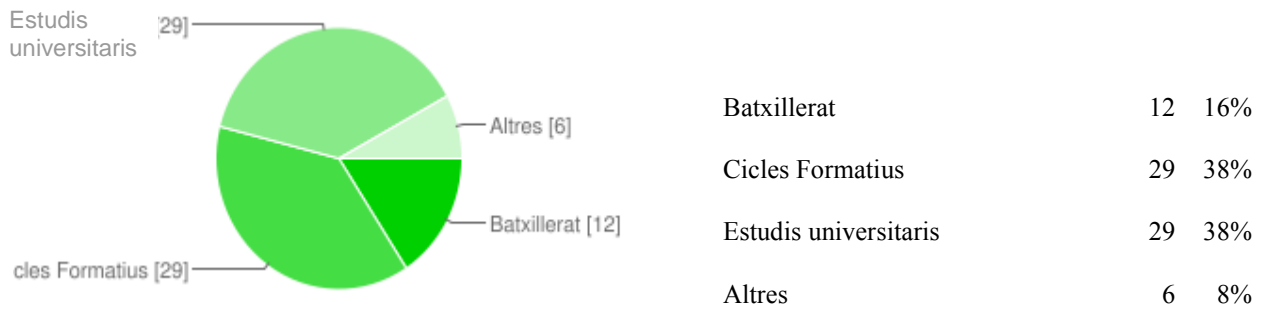 Estudis
universitaris
[29]
Altres [6]
Batxillerat [12]
cles Formatius [29]
Batxillerat 12 16%
Cicles Formatius 29 38%
Estudis universitaris 29 38%
Altres 6 8%